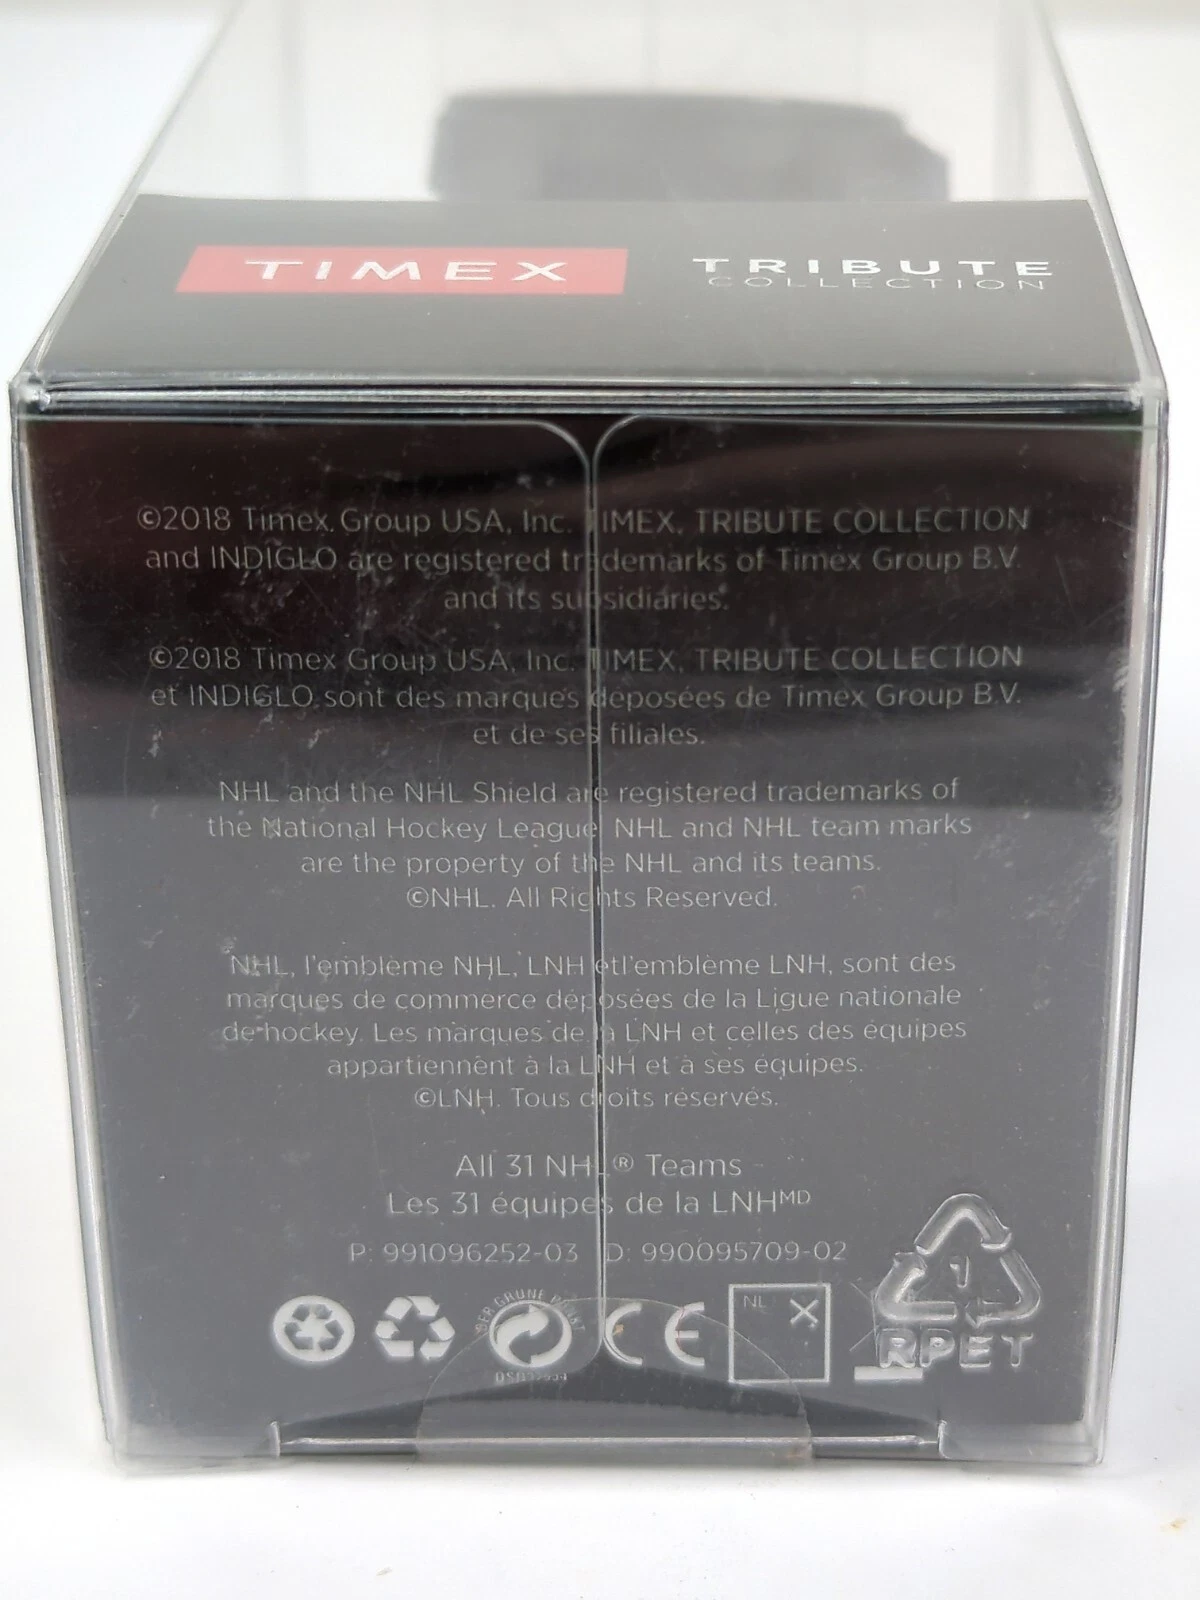 TIMEX
TRIBUTE
COLLECTION
©2018 Timex Group USA, Inc. TIMEX, TRIBUTE COLLECTION
and INDIGLO are registered trademarks of Timex Group B.V.
and its subsidiaries.
©2018 Timex Group USA, Inc. TIMEX, TRIBUTE COLLECTION
et INDIGLO sont des marques déposées de Timex Group B.V.
et de ses filiales.
NHL and the NHL Shield are registered trademarks of
the National Hockey League. NHL and NHL team marks
are the property of the NHL and its teams.
©NHL. All Rights Reserved.
NHL, l'emblème NHL, LNH et l'emblème LNH, sont des
marques de commerce déposées de la Ligue nationale
de hockey. Les marques de la LNH et celles des équipes
appartiennent à la LNH et à ses équipes.
©LNH. Tous droits réservés.
All 31 NHL® Teams
Les 31 équipes de la LNHᴹᴰ
P: 991096252-03 D: 990095709-02
DER GRÜNE PUNKT
CE
NL X
1
RPET